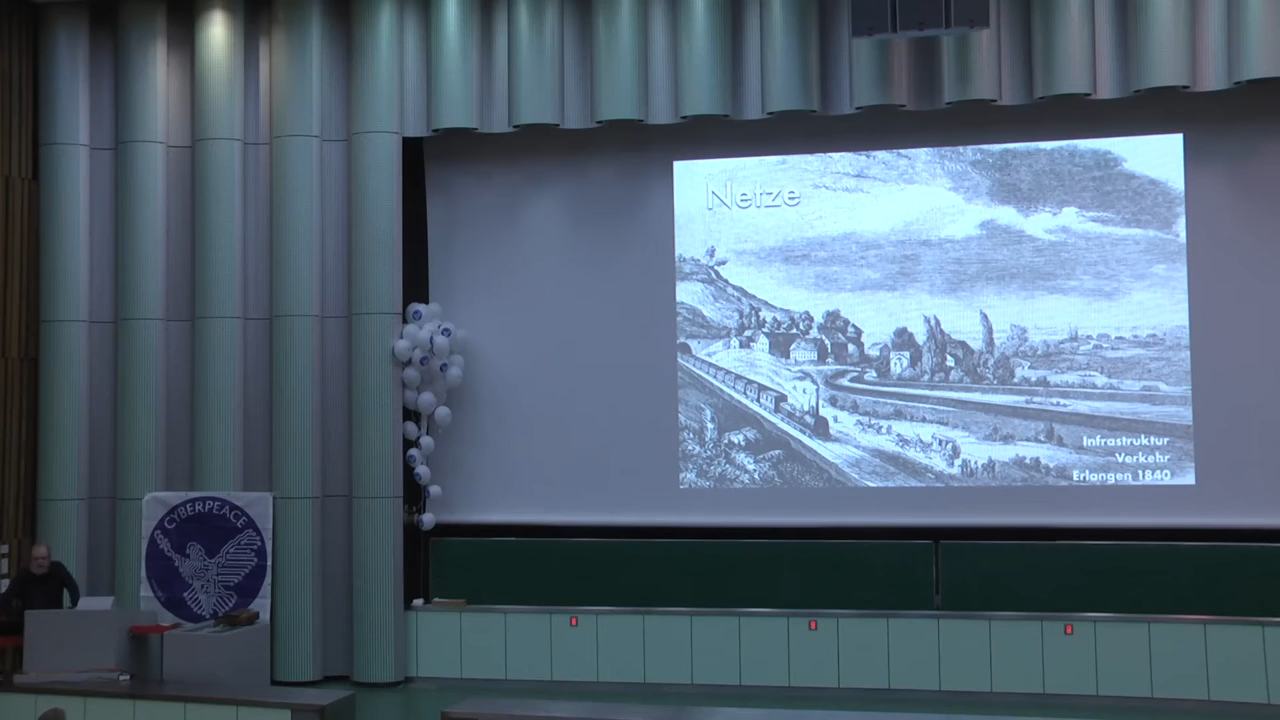 Netze
Infrastruktur
Verkehr
Erlangen 1840
CYBERPEACE